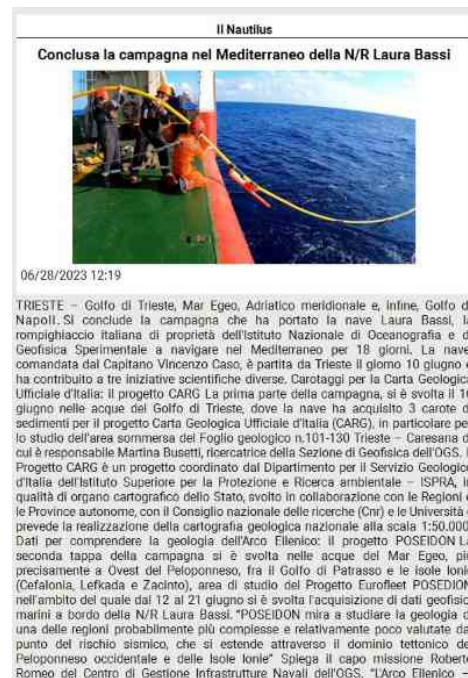 Il Nautilus
Conclusa la campagna nel Mediterraneo della N/R Laura Bassi
06/28/2023 12:19
TRIESTE – Golfo di Trieste, Mar Egeo, Adriatico meridionale e, infine, Golfo d
Napoli. Si conclude la campagna che ha portato la nave Laura Bassi, la
rompighiaccio italiana di proprietà dell'Istituto Nazionale di Oceanografia e d
Geofisica Sperimentale a navigare nel Mediterraneo per 18 giorni. La nave
comandata dal Capitano Vincenzo Caso, è partita da Trieste il giorno 10 giugno e
ha contribuito a tre iniziative scientifiche diverse. Carotaggi per la Carta Geologica
Ufficiale d'Italia: il progetto CARG La prima parte della campagna, si è svolta il 10
giugno nelle acque del Golfo di Trieste, dove la nave ha acquisito 3 carote d
sedimenti per il progetto Carta Geologica Ufficiale d'Italia (CARG), in particolare pe
lo studio dell'area sommersa del Foglio geologico n.101-130 Trieste – Caresana d
cui è responsabile Martina Busetti, ricercatrice della Sezione di Geofisica dell'OGS. I
Progetto CARG è un progetto coordinato dal Dipartimento per il Servizio Geologico
d'Italia dell'Istituto Superiore per la Protezione e Ricerca ambientale – ISPRA, in
qualità di organo cartografico dello Stato, svolto in collaborazione con le Regioni e
le Province autonome, con il Consiglio nazionale delle ricerche (Cnr) e le Università e
prevede la realizzazione della cartografia geologica nazionale alla scala 1:50.000.
Dati per comprendere la geologia dell'Arco Ellenico: il progetto POSEIDON La
seconda tappa della campagna si è svolta nelle acque del Mar Egeo, più
precisamente a Ovest del Peloponneso, fra il Golfo di Patrasso e le isole Ionie
(Cefalonia, Lefkada e Zacinto), area di studio del Progetto Eurofleet POSEDION
nell'ambito del quale dal 12 al 21 giugno si è svolta l'acquisizione di dati geofisic
marini a bordo della N/R Laura Bassi. "POSEIDON mira a studiare la geologia d
una delle regioni probabilmente più complesse e relativamente poco valutate da
punto del rischio sismico, che si estende attraverso il dominio tettonico de
Peloponneso occidentale e delle Isole Ionie" Spiega il capo missione Roberto
Romeo del Centro di Gestione Infrastrutture Navali dell'OGS. "L'Arco Ellenico –